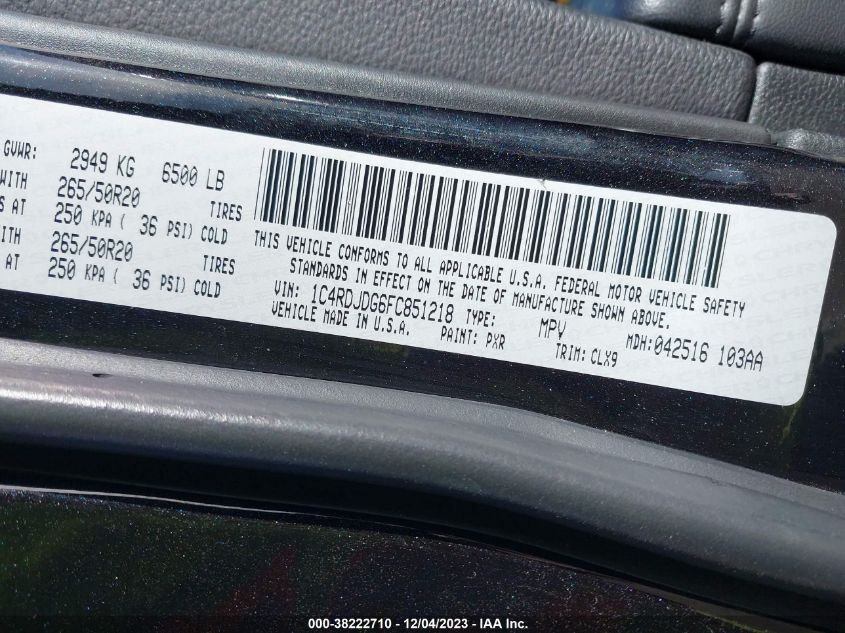 GVWR: 2949 KG 6500 LB
WITH 265/50R20 TIRES
S AT 250 KPA ( 36 PSI) COLD
ITH 265/50R20 TIRES
AT 250 KPA ( 36 PSI) COLD
THIS VEHICLE CONFORMS TO ALL APPLICABLE U.S.A. FEDERAL MOTOR VEHICLE SAFETY
STANDARDS IN EFFECT ON THE DATE OF MANUFACTURE SHOWN ABOVE.
VIN: 1C4RDJDG6FC851218 TYPE: MPV MDH:042516 103AA
VEHICLE MADE IN U.S.A. PAINT: PXR TRIM: CLX9
000-38222710 - 12/04/2023 - IAA Inc.